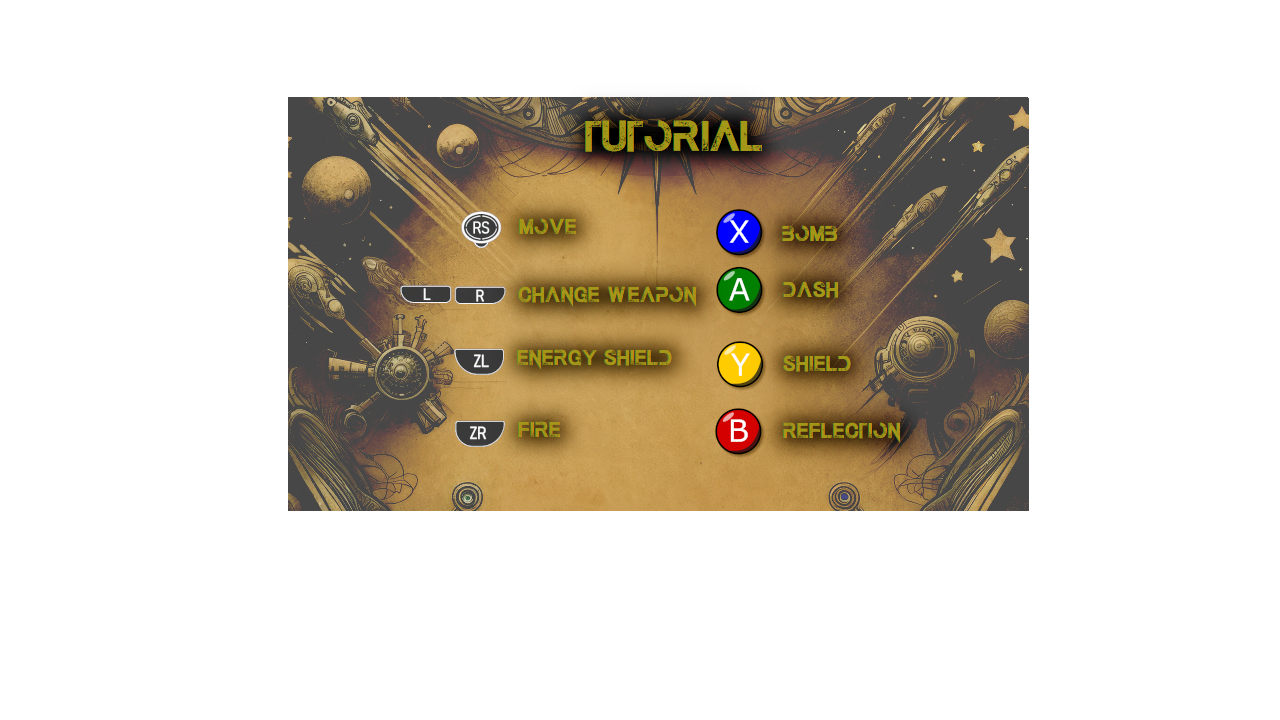 TUTORIAL
RS MOVE
L R CHANGE WEAPON
ZL ENERGY SHIELD
ZR FIRE
X BOMB
A DASH
Y SHIELD
B REFLECTION